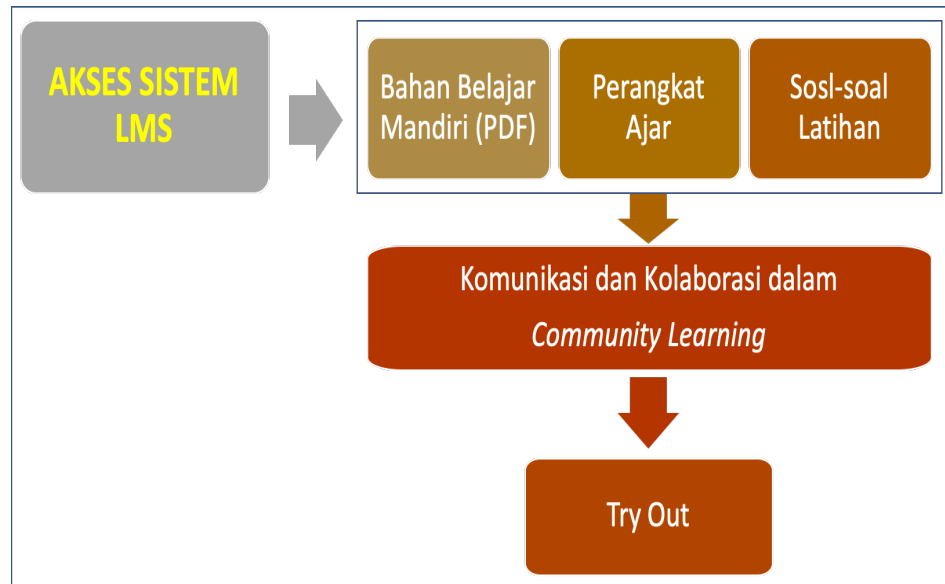 AKSES SISTEM
LMS
Bahan Belajar
Mandiri (PDF)
Perangkat
Ajar
Sosl-soal
Latihan
Komunikasi dan Kolaborasi dalam
Community Learning
Try Out